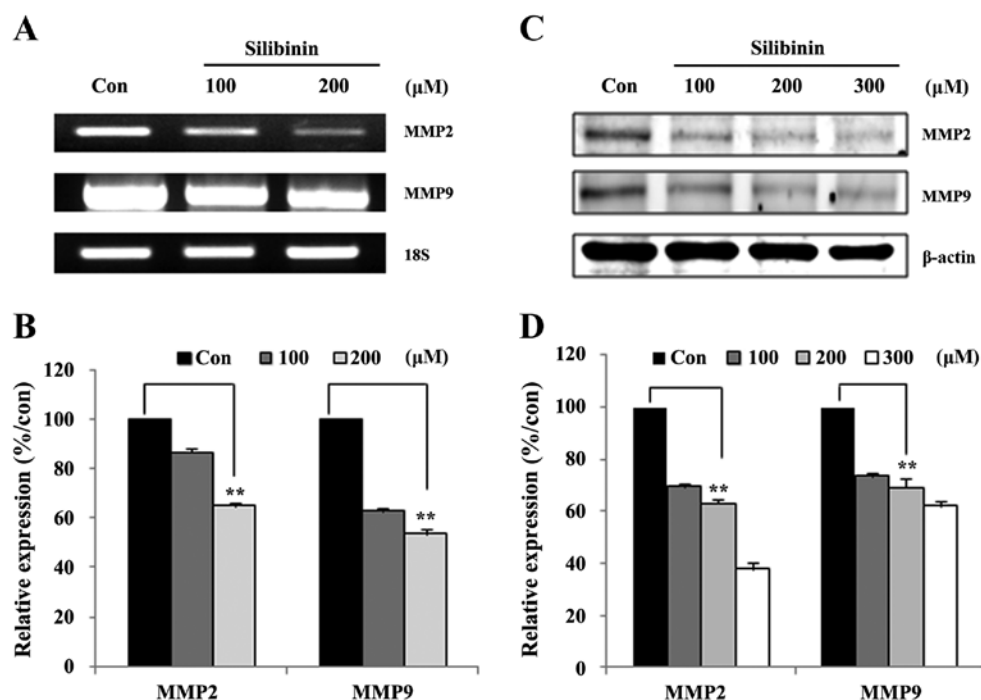 A
Silibinin
Con 100 200 (μM)
MMP2
MMP9
18S
B
Con 100 200 (μM)
Relative expression (%/con)
120
100
80
60
40
20
0
**
**
MMP2 MMP9
C
Silibinin
Con 100 200 300 (μM)
MMP2
MMP9
β-actin
D
Con 100 200 300 (μM)
Relative expression (%/con)
120
100
80
60
40
20
0
**
**
MMP2 MMP9